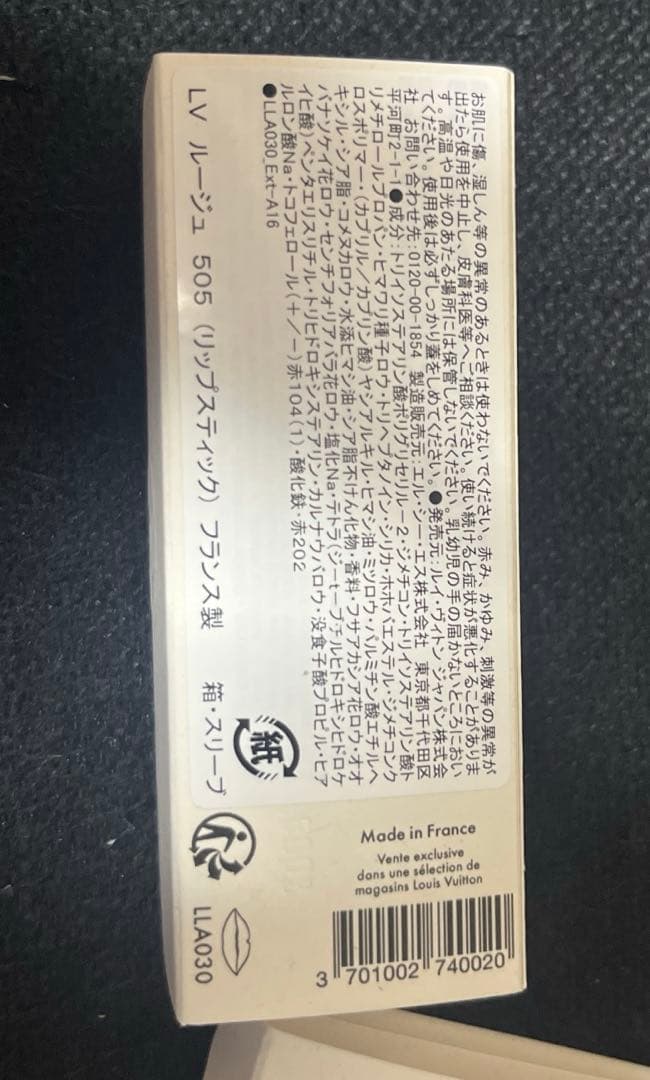 お肌に傷、湿しん等の異常のあるときは使わないでください。赤み、かゆみ、刺激等の異常が
出たら使用を中止し、皮膚科医等へご相談ください。使い続けると症状が悪化することがありま
す。高温や日光のあたる場所には保管しないでください。乳幼児の手の届かないところにおい
てください。使用後は必ずしっかり蓋をしめてください。●発売元：ルイ・ヴィトン ジャパン株式会
社 お問い合わせ先：0120-00-1854 製造販売元：エル・シー・エス株式会社 東京都千代田区
平河町2-1-1●成分：トリイソステアリン酸ポリグリセリル－2・ジメチコン・トリイソステアリン酸ト
リメチロールプロパン・ヒマワリ種子ロウ・トリヘプタノイン・シリカ・ホホバエステル・ジメチコンク
ロスポリマー・（カプリル／カプリン酸）ヤシアルキル・ヒマシ油・ミツロウ・パルミチン酸エチルヘ
キシル・シア脂・コメヌカロウ・水添ヒマシ油・シア脂不けん化物・香料・フサアカシア花ロウ・オオ
バナソケイ花ロウ・センチフォリアバラ花ロウ・塩化Na・テトラ（ジ－t－ブチルヒドロキシヒドロケ
イヒ酸）ペンタエリスリチル・トリヒドロキシステアリン・カルナウバロウ・没食子酸プロピル・ヒア
ルロン酸Na・トコフェロール（＋／－）赤104（1）・酸化鉄・赤202
●LLA030_Ext-A16
LV ルージュ 505 （リップスティック） フランス製
箱・スリーブ
紙
Made in France
Vente exclusive
dans une sélection de
magasins Louis Vuitton
3 701002 740020
LLA030